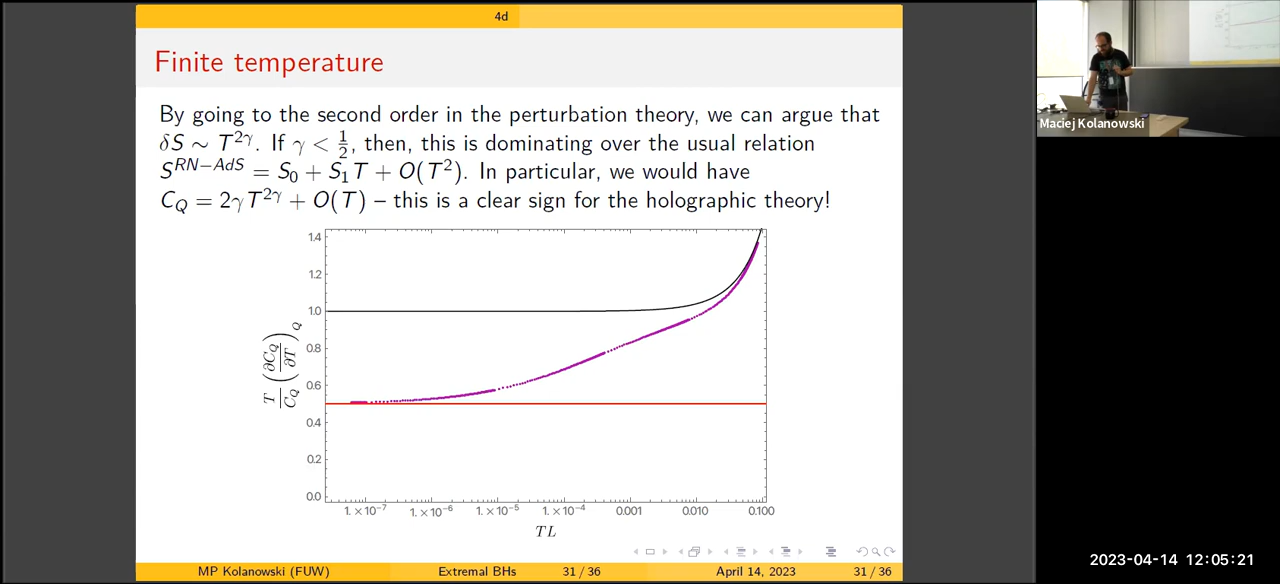 4d
Finite temperature
By going to the second order in the perturbation theory, we can argue that
δS ∼ T^{2γ}. If γ < 1/2, then, this is dominating over the usual relation
S^{RN−AdS} = S_0 + S_1 T + O(T^2). In particular, we would have
C_Q = 2γT^{2γ} + O(T) – this is a clear sign for the holographic theory!
1.4
1.2
1.0
0.8
0.6
0.4
0.2
0.0
T/C_Q (∂C_Q/∂T)_Q
1. × 10^{-7}
1. × 10^{-6}
1. × 10^{-5}
1. × 10^{-4}
0.001
0.010
0.100
TL
MP Kolanowski (FUW)
Extremal BHs
31 / 36
April 14, 2023
31 / 36
Maciej Kolanowski
2023-04-14 12:05:21